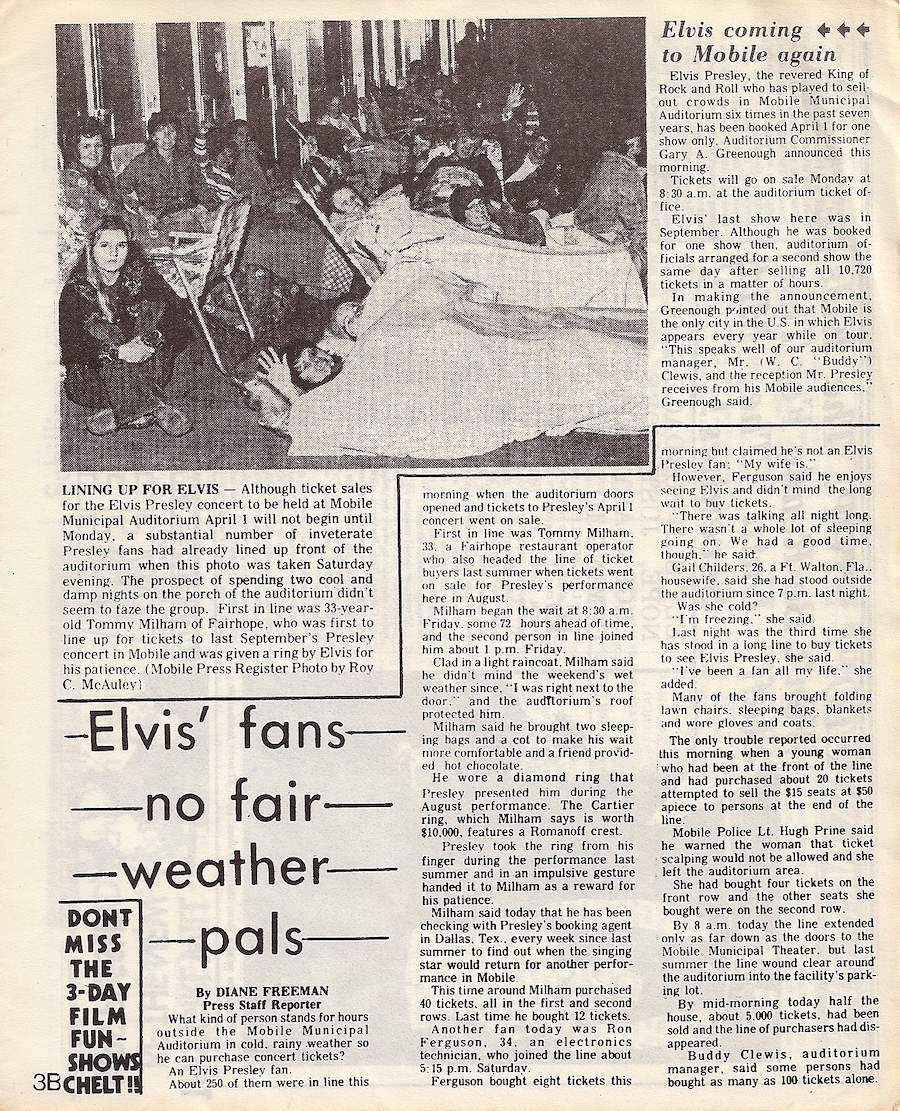 Elvis coming
to Mobile again
Elvis Presley, the revered King of
Rock and Roll who has played to sell-
out crowds in Mobile Municipal
Auditorium six times in the past seven
years, has been booked April 1 for one
show only, Auditorium Commissioner
Gary A. Greenough announced this
morning.
Tickets will go on sale Monday at
8:30 a.m. at the auditorium ticket of-
fice.
Elvis' last show here was in
September. Although he was booked
for one show then, auditorium of-
ficials arranged for a second show the
same day after selling all 10,720
tickets in a matter of hours.
In making the announcement,
Greenough pointed out that Mobile is
the only city in the U.S. in which Elvis
appears every year while on tour.
"This speaks well of our auditorium
manager, Mr. (W. C. "Buddy")
Clewis, and the reception Mr. Presley
receives from his Mobile audiences,"
Greenough said.
LINING UP FOR ELVIS — Although ticket sales
for the Elvis Presley concert to be held at Mobile
Municipal Auditorium April 1 will not begin until
Monday, a substantial number of inveterate
Presley fans had already lined up front of the
auditorium when this photo was taken Saturday
evening. The prospect of spending two cool and
damp nights on the porch of the auditorium didn't
seem to faze the group. First in line was 33-year-
old Tommy Milham of Fairhope, who was first to
line up for tickets to last September's Presley
concert in Mobile and was given a ring by Elvis for
his patience. (Mobile Press Register Photo by Roy
C. McAuley)
Elvis' fans
no fair
weather
pals
DONT
MISS
THE
3-DAY
FILM
FUN-
SHOWS
CHELT!!
3B
By DIANE FREEMAN
Press Staff Reporter
What kind of person stands for hours
outside the Mobile Municipal
Auditorium in cold, rainy weather so
he can purchase concert tickets?
An Elvis Presley fan.
About 250 of them were in line this
morning when the auditorium doors
opened and tickets to Presley's April 1
concert went on sale.
First in line was Tommy Milham,
33, a Fairhope restaurant operator
who also headed the line of ticket
buyers last summer when tickets went
on sale for Presley's performance
here in August.
Milham began the wait at 8:30 a.m.
Friday, some 72 hours ahead of time,
and the second person in line joined
him about 1 p.m. Friday.
Clad in a light raincoat, Milham said
he didn't mind the weekend's wet
weather since, "I was right next to the
door," and the auditorium's roof
protected him.
Milham said he brought two sleep-
ing bags and a cot to make his wait
more comfortable and a friend provid-
ed hot chocolate.
He wore a diamond ring that
Presley presented him during the
August performance. The Cartier
ring, which Milham says is worth
$10,000, features a Romanoff crest.
Presley took the ring from his
finger during the performance last
summer and in an impulsive gesture
handed it to Milham as a reward for
his patience.
Milham said today that he has been
checking with Presley's booking agent
in Dallas, Tex., every week since last
summer to find out when the singing
star would return for another perfor-
mance in Mobile
This time around Milham purchased
40 tickets, all in the first and second
rows. Last time he bought 12 tickets.
Another fan today was Ron
Ferguson, 34, an electronics
technician, who joined the line about
5:15 p.m. Saturday.
Ferguson bought eight tickets this
morning but claimed he's not an Elvis
Presley fan; "My wife is."
However, Ferguson said he enjoys
seeing Elvis and didn't mind the long
wait to buy tickets.
"There was talking all night long.
There wasn't a whole lot of sleeping
going on. We had a good time,
though," he said.
Gail Childers, 26, a Ft. Walton, Fla.,
housewife, said she had stood outside
the auditorium since 7 p.m. last night.
Was she cold?
"I'm freezing," she said.
Last night was the third time she
has stood in a long line to buy tickets
to see Elvis Presley, she said.
"I've been a fan all my life," she
added.
Many of the fans brought folding
lawn chairs, sleeping bags, blankets
and wore gloves and coats.
The only trouble reported occurred
this morning when a young woman
who had been at the front of the line
and had purchased about 20 tickets
attempted to sell the $15 seats at $50
apiece to persons at the end of the
line.
Mobile Police Lt. Hugh Prine said
he warned the woman that ticket
scalping would not be allowed and she
left the auditorium area.
She had bought four tickets on the
front row and the other seats she
bought were on the second row.
By 8 a.m. today the line extended
only as far down as the doors to the
Mobile Municipal Theater, but last
summer the line wound clear around
the auditorium into the facility's park-
ing lot.
By mid-morning today half the
house, about 5,000 tickets, had been
sold and the line of purchasers had dis-
appeared.
Buddy Clewis, auditorium
manager, said some persons had
bought as many as 100 tickets alone.